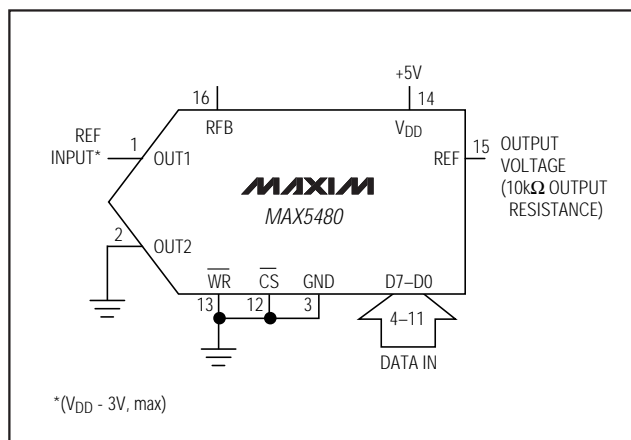 +5V
16
14
RFB
VDD
REF
INPUT*
1
OUT1
REF
15
OUTPUT
VOLTAGE
(10kΩ OUTPUT
RESISTANCE)
MAXIM
MAX5480
2
OUT2
WR
CS
GND
D7–D0
13
12
3
4–11
DATA IN
*(VDD - 3V, max)